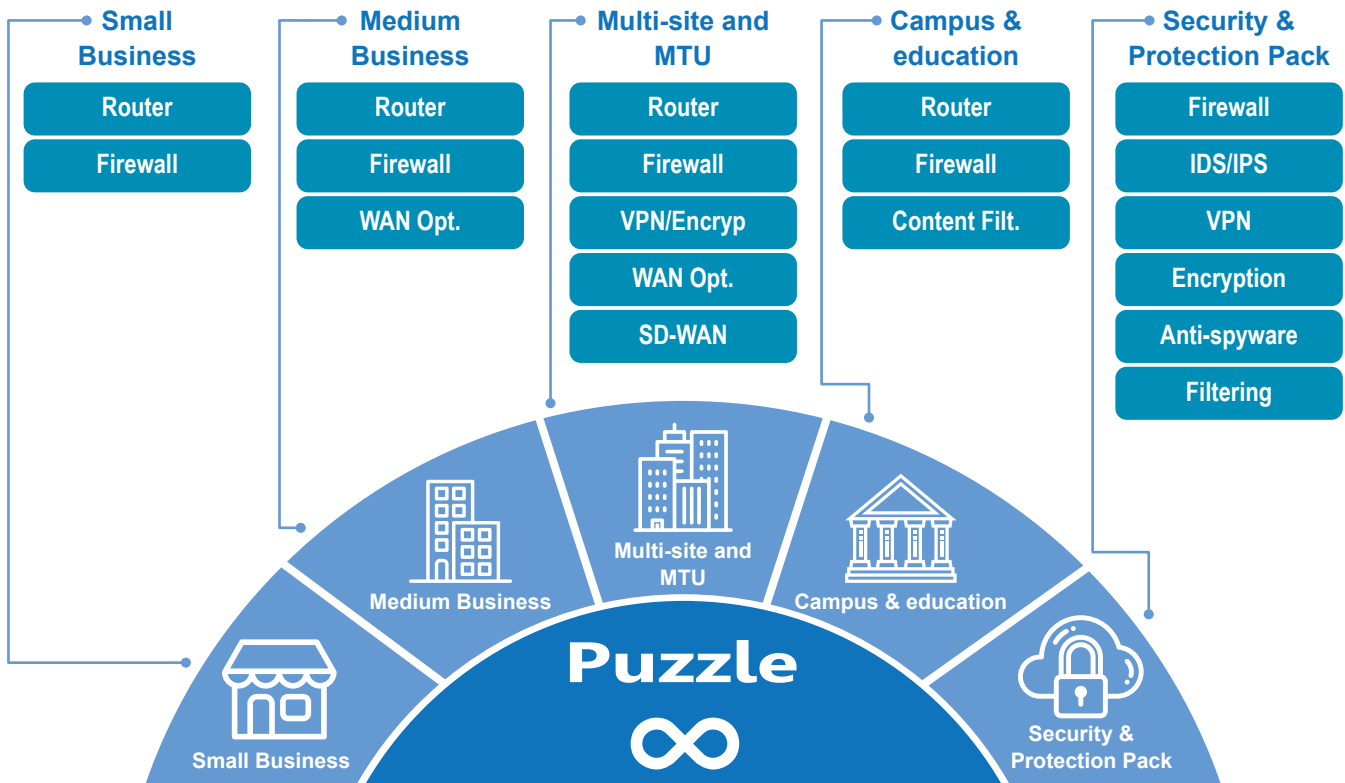 Small
Business
Router
Firewall
Medium
Business
Router
Firewall
WAN Opt.
Multi-site and
MTU
Router
Firewall
VPN/Encryp
WAN Opt.
SD-WAN
Campus &
education
Router
Firewall
Content Filt.
Security &
Protection Pack
Firewall
IDS/IPS
VPN
Encryption
Anti-spyware
Filtering
Small Business
Medium Business
Multi-site and
MTU
Campus & education
Security &
Protection Pack
Puzzle